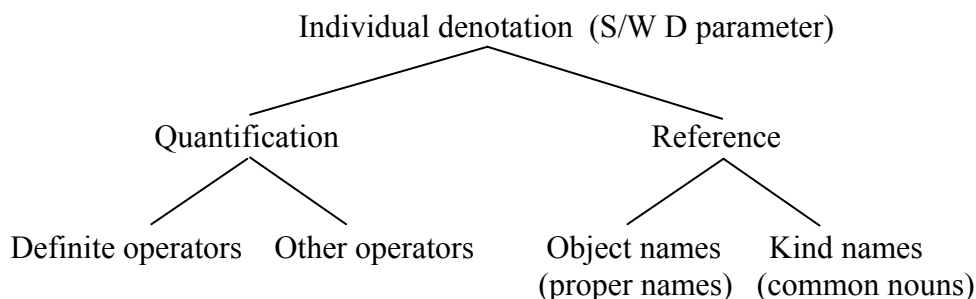 Individual denotation (S/W D parameter)
Quantification Reference
Definite operators Other operators Object names Kind names
(proper names) (common nouns)